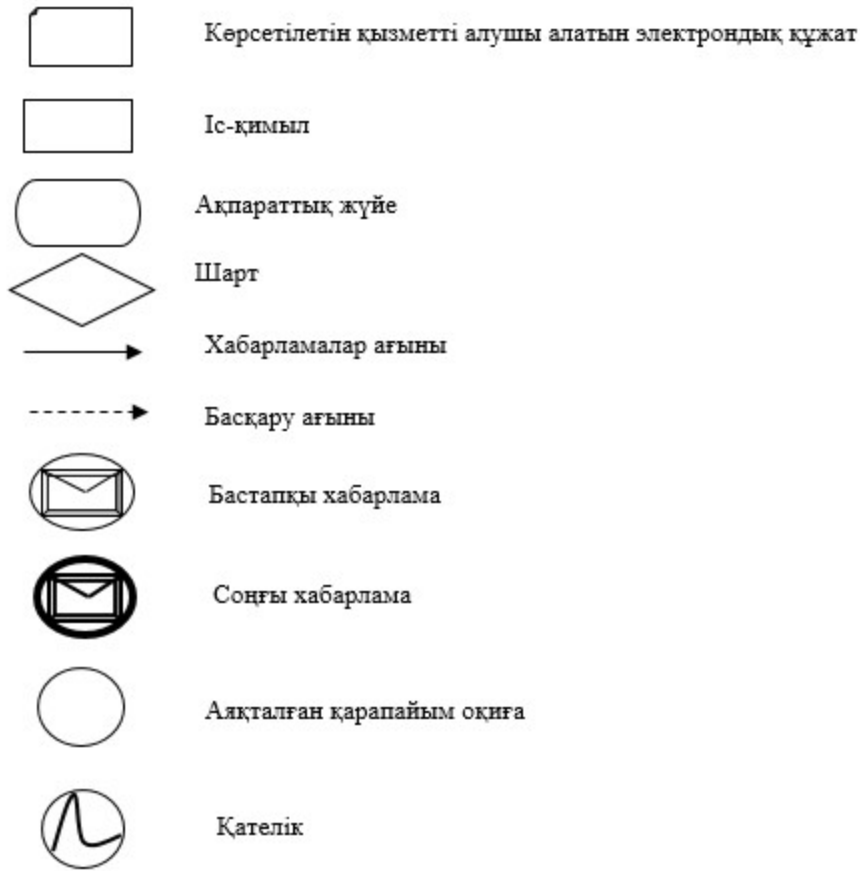 Көрсетілетін қызметті алушы алатын электрондық құжат
Іс-қимыл
Ақпараттық жүйе
Шарт
Хабарламалар ағыны
Басқару ағыны
Бастапқы хабарлама
Соңғы хабарлама
Аяқталған қарапайым оқиға
Қателік